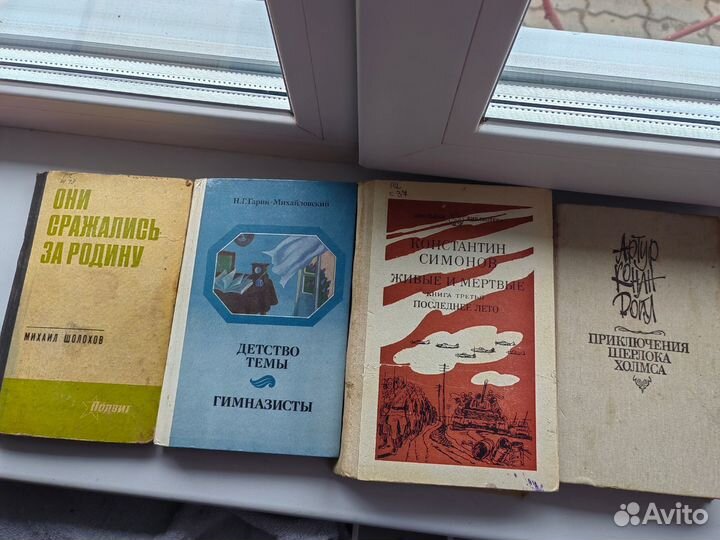 ОНИ
СРАЖАЛИСЬ
ЗА РОДИНУ
МИХАИЛ ШОЛОХОВ
ПОДВИГ
Н.Г.Гарин-Михайловский
ДЕТСТВО
ТЕМЫ
ГИМНАЗИСТЫ
КОНСТАНТИН
СИМОНОВ
ЖИВЫЕ И МЕРТВЫЕ
КНИГА ТРЕТЬЯ
ПОСЛЕДНЕЕ ЛЕТО
Артур
Конан
Дойл
ПРИКЛЮЧЕНИЯ
ШЕРЛОКА
ХОЛМСА
Avito